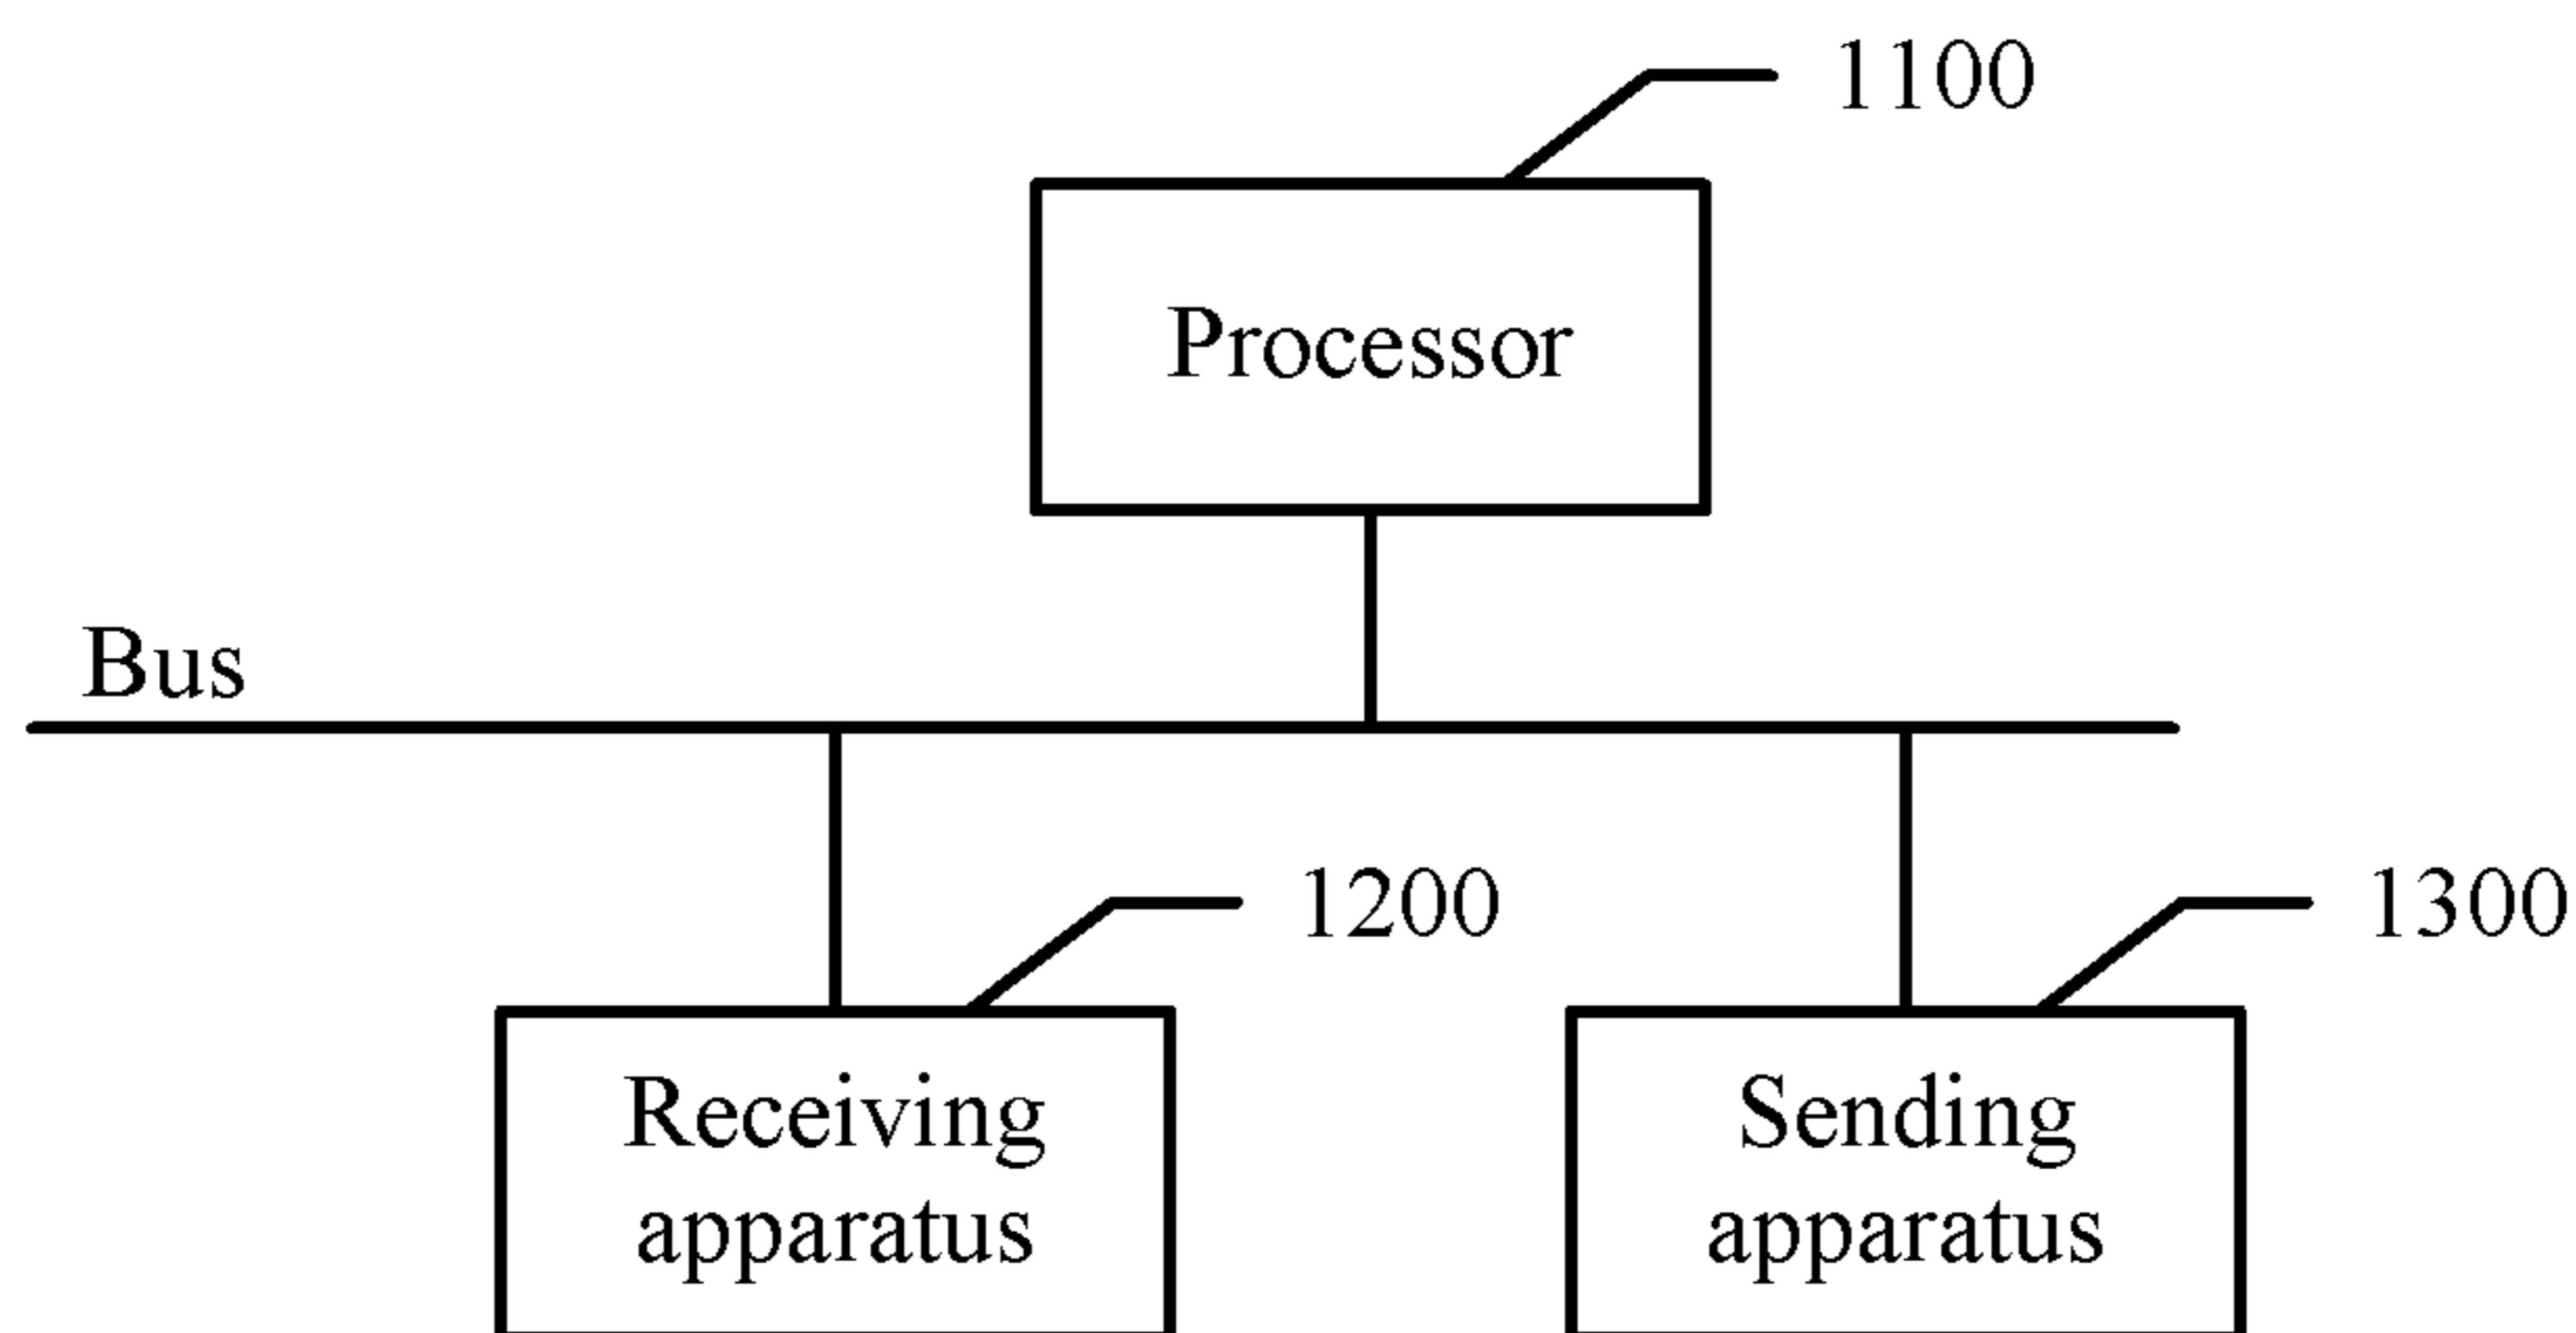 1100
Processor
Bus
1200
1300
Receiving
apparatus
Sending
apparatus